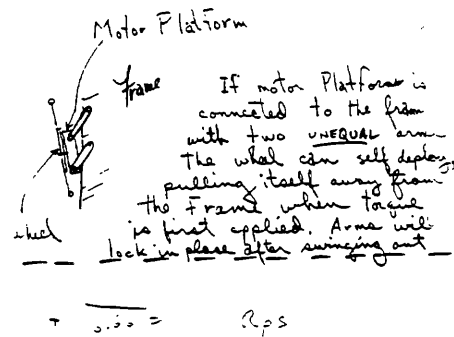 Motor Platform
frame
If motor Platform is
connected to the fram
with two UNEQUAL arm
The wheel can self deploy
pulling itself away from
the Frame when torque
is first applied. Arms will
wheel
lock in place after swinging out
= Rps